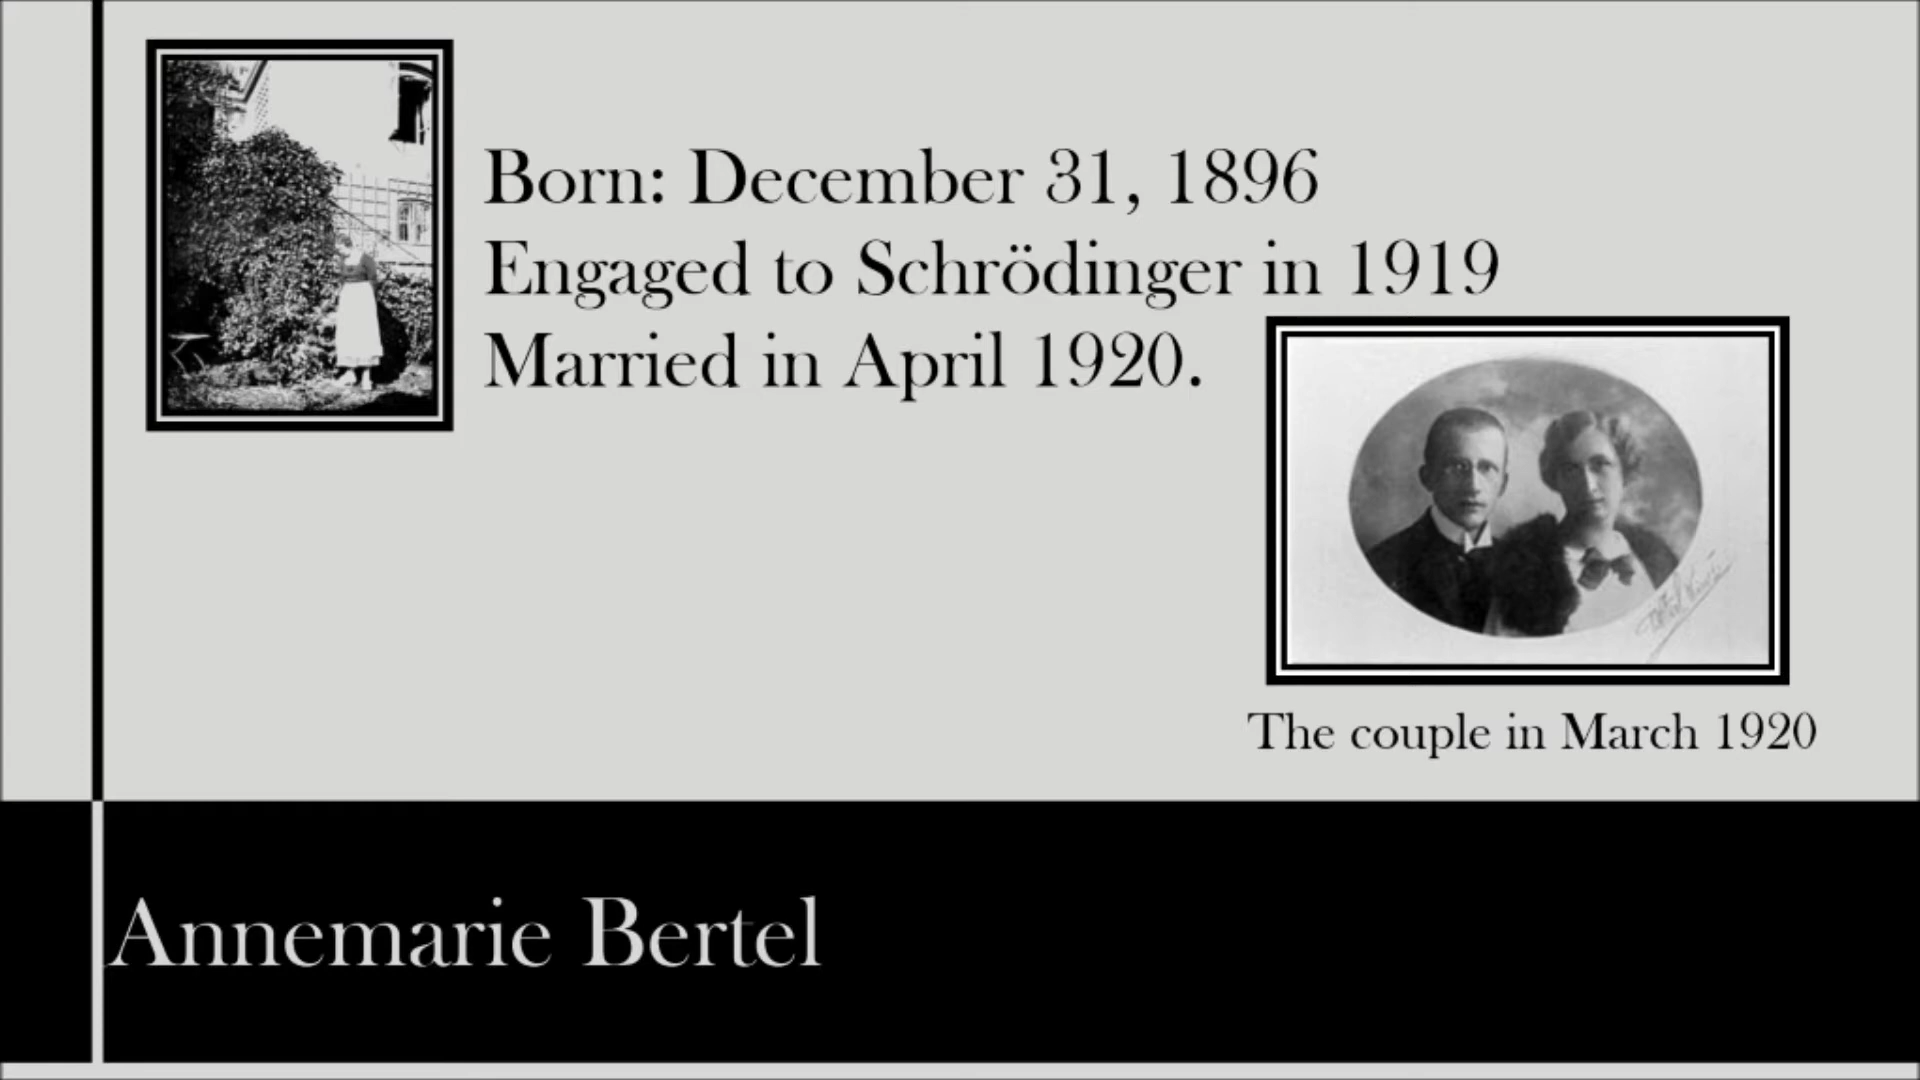 Born: December 31, 1896
Engaged to Schrödinger in 1919
Married in April 1920.
The couple in March 1920
Annemarie Bertel